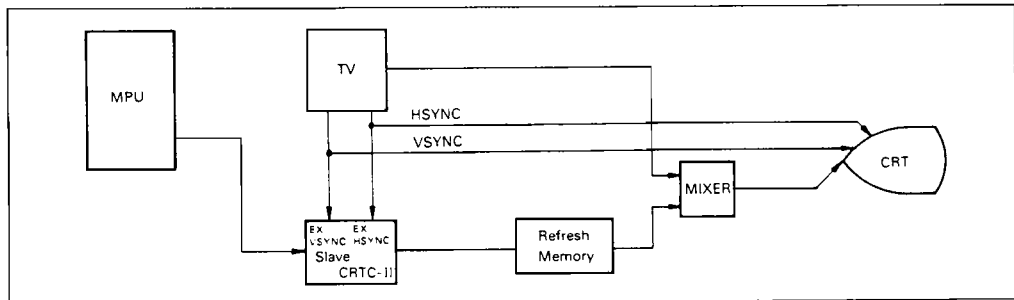 MPU
TV
HSYNC
VSYNC
CRT
MIXER
EX EX
VSYNC HSYNC
Slave
CRTC-II
Refresh
Memory